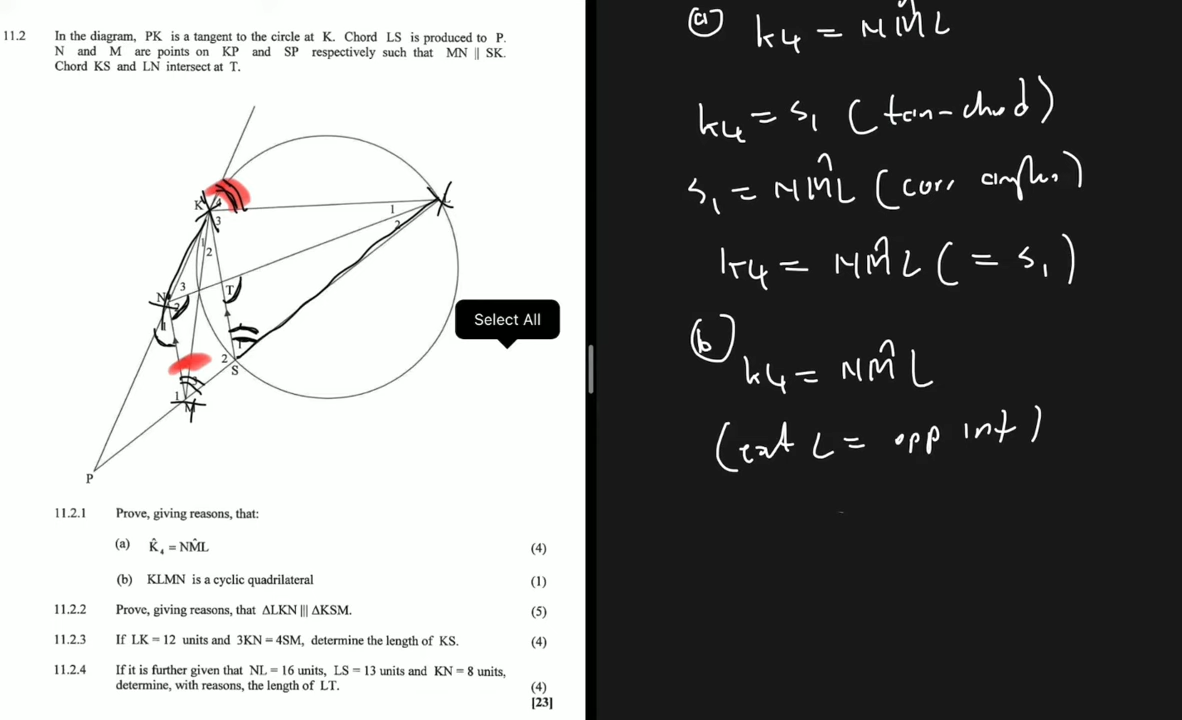 11.2 In the diagram, PK is a tangent to the circle at K. Chord LS is produced to P.
N and M are points on KP and SP respectively such that MN || SK.
Chord KS and LN intersect at T.
K
4
3
1
2
1
2
L
N
3
2
1
T
1
2
S
1
M
P
11.2.1 Prove, giving reasons, that:
(a) K̂₄ = NM̂L (4)
(b) KLMN is a cyclic quadrilateral (1)
11.2.2 Prove, giving reasons, that ΔLKN ||| ΔKSM. (5)
11.2.3 If LK = 12 units and 3KN = 4SM, determine the length of KS. (4)
11.2.4 If it is further given that NL = 16 units, LS = 13 units and KN = 8 units,
determine, with reasons, the length of LT. (4)
[23]
Select All
(a) k4 = NM̂L
k4 = S1 (tan-chod)
S1 = NM̂L (corr angles)
k4 = NM̂L (= S1)
(b)
k4 = NM̂L
(ext L = opp int)